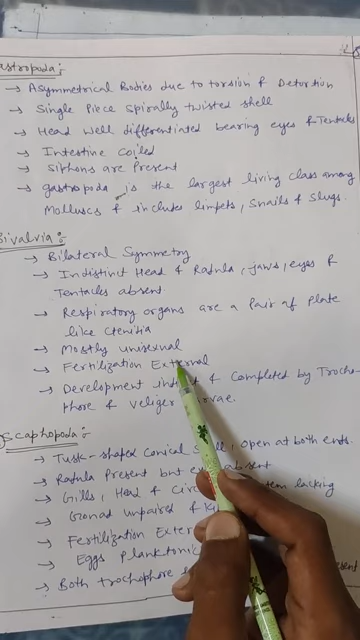 astropoda:
→ Asymmetrical Bodies due to torsion & Detortion
→ Single Piece spirally twisted shell
→ Head well differentiated bearing eyes & Tentacles
→ Intestine coiled
→ Siphons are Present
→ gastropoda is the largest living class among
Molluscs & includes limpets, Snails & Slugs.
Bivalvia:-
→ Bilateral Symmetry
→ Indistinct Head & Radula, jaws, eyes &
Tentacles absent
→ Respiratory organs are a Pair of Plate
like Ctenidia
→ Mostly unisexual
→ Fertilization External
→ Development & Completed by Trocho-
phore & Veliger
Scaphopoda:-
→ Tusk-shaped Conical open at both ends.
→ Radula Present but absent
→ Gills, Head & lacking
→ Gonad unpaired &
→ Fertilization
→ Eggs Planktonic
→ Both trochophore